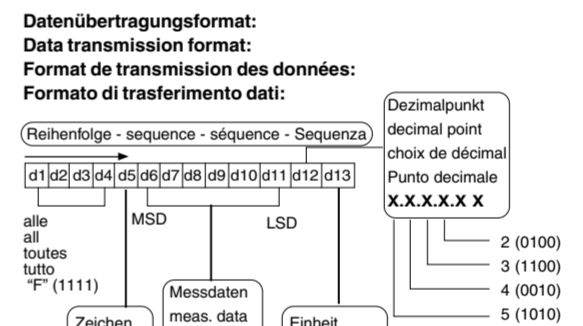 Datenübertragungsformat:
Data transmission format:
Format de transmission des données:
Formato di trasferimento dati:
Reihenfolge - sequence - séquence - Sequenza
Dezimalpunkt
decimal point
choix de décimal
Punto decimale
X.X.X.X.X X
d1 d2 d3 d4 d5 d6 d7 d8 d9 d10 d11 d12 d13
alle
all
toutes
tutto
“F” (1111)
MSD
LSD
2 (0100)
3 (1100)
4 (0010)
5 (1010)
Zeichen
Messdaten
meas. data
Einheit